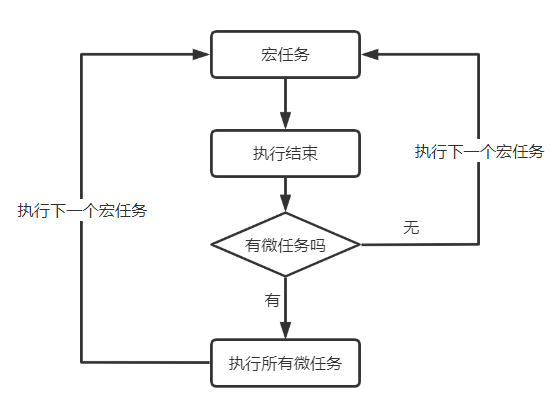 宏任务
执行结束
执行下一个宏任务
执行下一个宏任务
有微任务吗
无
有
执行所有微任务